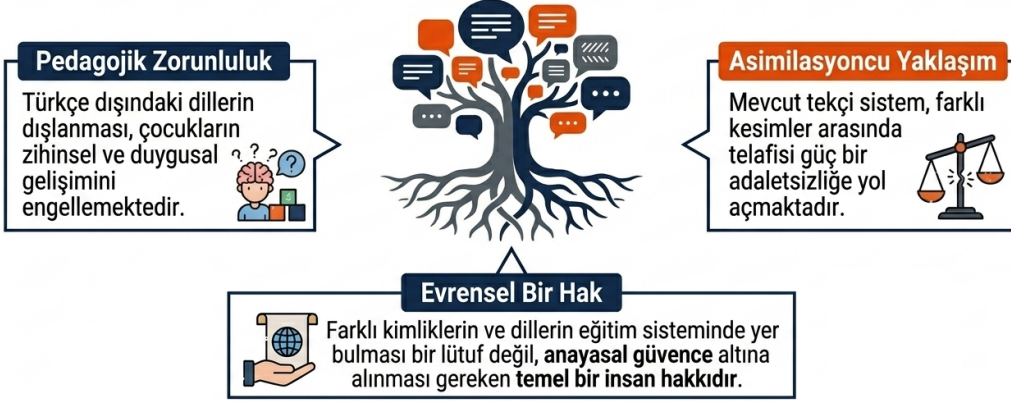 Pedagojik Zorunluluk
Türkçe dışındaki dillerin
dışlanması, çocukların
zihinsel ve duygusal
gelişimini
engellemektedir.
Asimilasyoncu Yaklaşım
Mevcut tekçi sistem, farklı
kesimler arasında
telafisi güç bir
adaletsizliğe yol
açmaktadır.
Evrensel Bir Hak
Farklı kimliklerin ve dillerin eğitim sisteminde yer
bulması bir lütuf değil, anayasal güvence altına
alınması gereken temel bir insan hakkıdır.